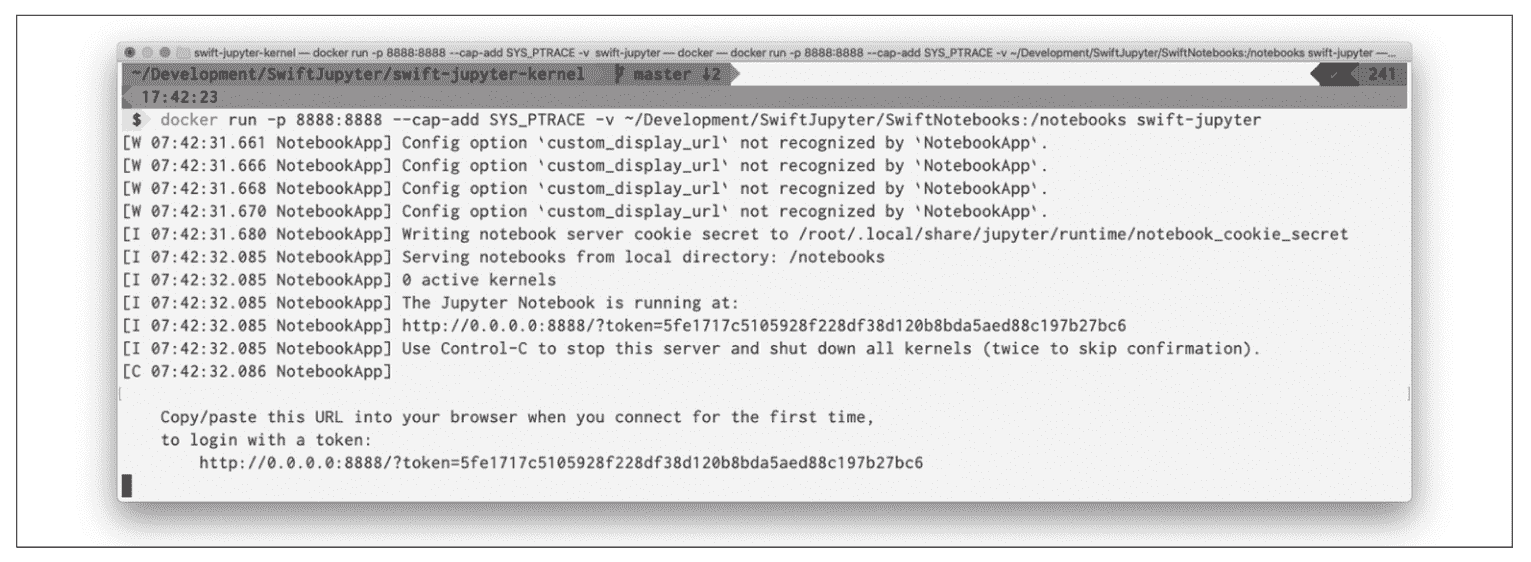 swift-jupyter-kernel — docker run -p 8888:8888 --cap-add SYS_PTRACE -v swift-jupyter — docker — docker run -p 8888:8888 --cap-add SYS_PTRACE -v ~/Development/SwiftJupyter/SwiftNotebooks:/notebooks swift-jupyter —...
~/Development/SwiftJupyter/swift-jupyter-kernel master ↓2 ✓ 241
17:42:23
$ docker run -p 8888:8888 --cap-add SYS_PTRACE -v ~/Development/SwiftJupyter/SwiftNotebooks:/notebooks swift-jupyter
[W 07:42:31.661 NotebookApp] Config option `custom_display_url` not recognized by `NotebookApp`.
[W 07:42:31.666 NotebookApp] Config option `custom_display_url` not recognized by `NotebookApp`.
[W 07:42:31.668 NotebookApp] Config option `custom_display_url` not recognized by `NotebookApp`.
[W 07:42:31.670 NotebookApp] Config option `custom_display_url` not recognized by `NotebookApp`.
[I 07:42:31.680 NotebookApp] Writing notebook server cookie secret to /root/.local/share/jupyter/runtime/notebook_cookie_secret
[I 07:42:32.085 NotebookApp] Serving notebooks from local directory: /notebooks
[I 07:42:32.085 NotebookApp] 0 active kernels
[I 07:42:32.085 NotebookApp] The Jupyter Notebook is running at:
[I 07:42:32.085 NotebookApp] http://0.0.0.0:8888/?token=5fe1717c5105928f228df38d120b8bda5aed88c197b27bc6
[I 07:42:32.085 NotebookApp] Use Control-C to stop this server and shut down all kernels (twice to skip confirmation).
[C 07:42:32.086 NotebookApp]
[ ]
Copy/paste this URL into your browser when you connect for the first time,
to login with a token:
http://0.0.0.0:8888/?token=5fe1717c5105928f228df38d120b8bda5aed88c197b27bc6